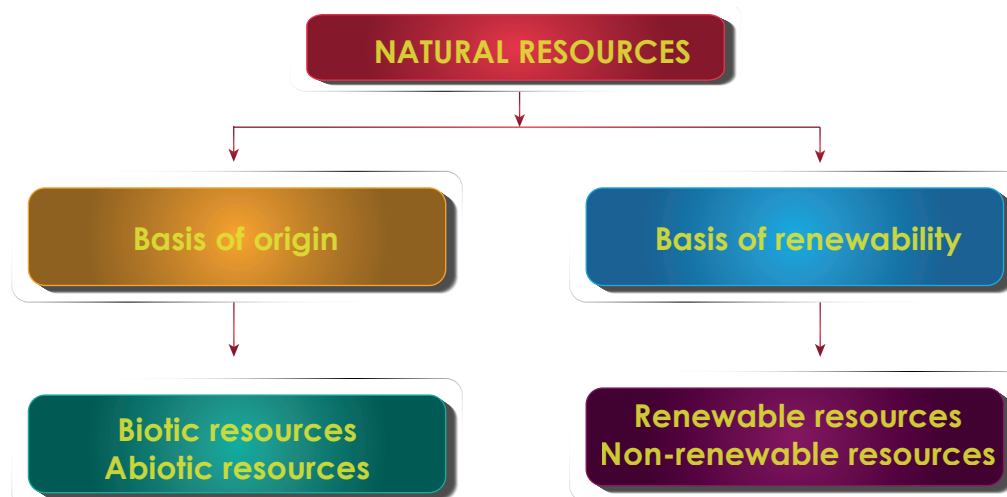 NATURAL RESOURCES
Basis of origin
Basis of renewability
Biotic resources
Abiotic resources
Renewable resources
Non-renewable resources